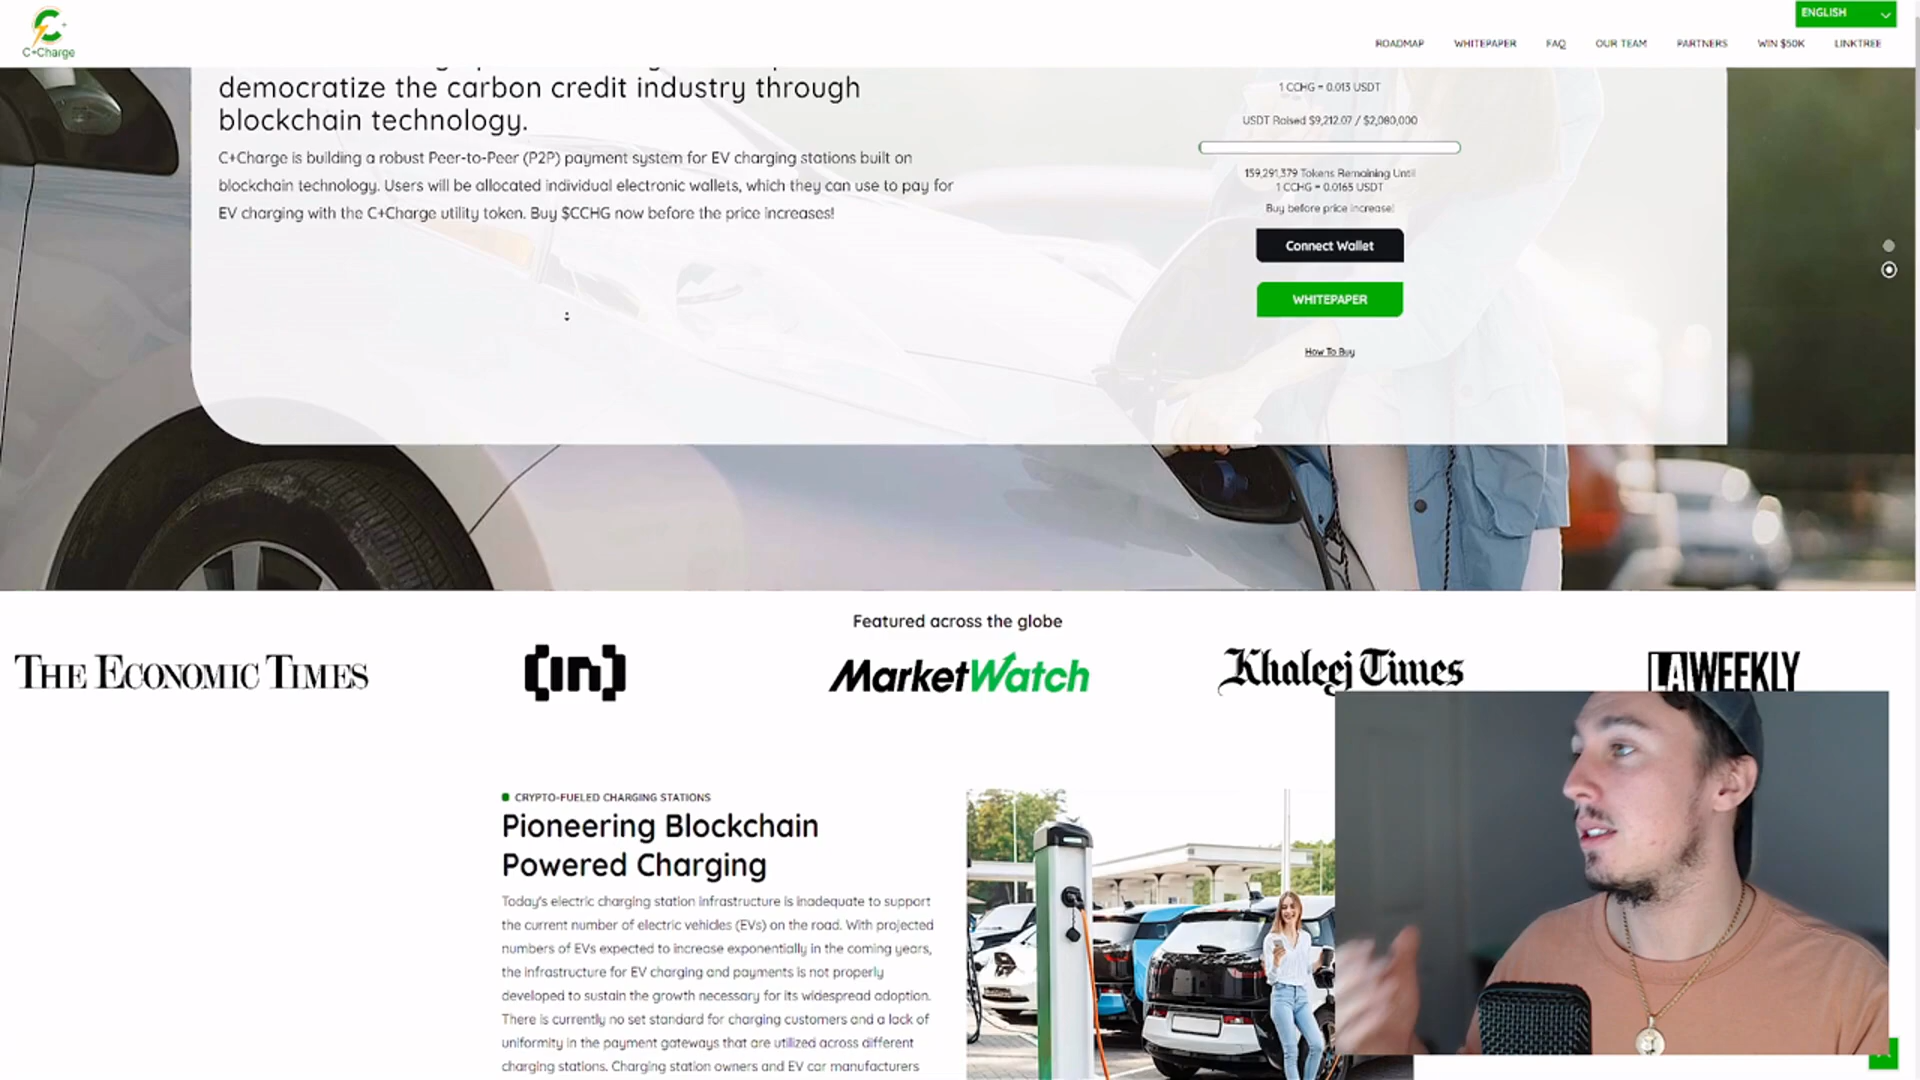 C+Charge
ENGLISH
ROADMAP WHITEPAPER FAQ OUR TEAM PARTNERS WIN $50K LINKTREE
democratize the carbon credit industry through
blockchain technology.
C+Charge is building a robust Peer-to-Peer (P2P) payment system for EV charging stations built on
blockchain technology. Users will be allocated individual electronic wallets, which they can use to pay for
EV charging with the C+Charge utility token. Buy $CCHG now before the price increases!
1 CCHG = 0.013 USDT
USDT Raised $9,212.07 / $2,080,000
159,291,379 Tokens Remaining Until
1 CCHG = 0.0165 USDT
Buy before price increase!
Connect Wallet
WHITEPAPER
How To Buy
Featured across the globe
THE ECONOMIC TIMES
[in]
MarketWatch
Khaleej Times
LAWEEKLY
CRYPTO-FUELED CHARGING STATIONS
Pioneering Blockchain
Powered Charging
Today's electric charging station infrastructure is inadequate to support
the current number of electric vehicles (EVs) on the road. With projected
numbers of EVs expected to increase exponentially in the coming years,
the infrastructure for EV charging and payments is not properly
developed to sustain the growth necessary for its widespread adoption.
There is currently no set standard for charging customers and a lack of
uniformity in the payment gateways that are utilized across different
charging stations. Charging station owners and EV car manufacturers